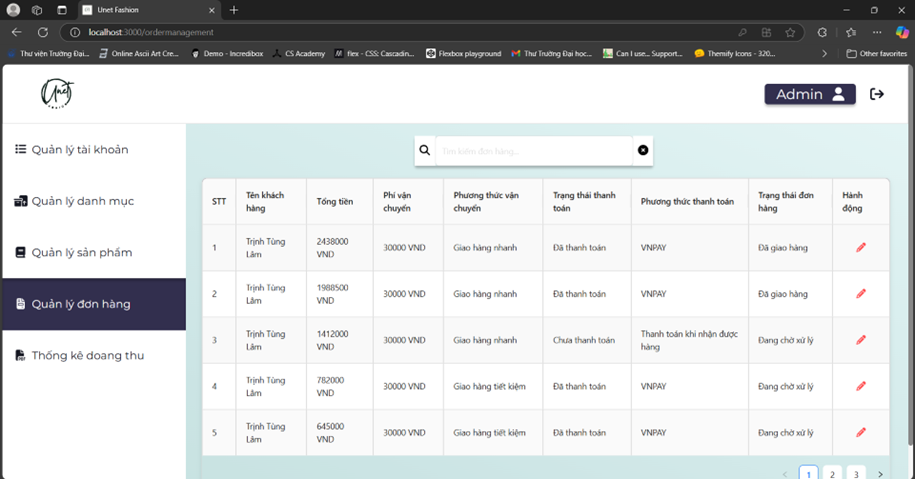 Unet Fashion
localhost:3000/ordermanagement
Thư viện Trường Đại... Online Ascii Art Cre... Demo - Incredibox CS Academy flex - CSS: Cascadin... Flexbox playground Thư Trường Đại học... Can I use... Support... Themify Icons - 320... Other favorites
Unet
Admin
Quản lý tài khoản
Quản lý danh mục
Quản lý sản phẩm
Quản lý đơn hàng
Thống kê doang thu
Tìm kiếm đơn hàng...
STT Tên khách hàng Tổng tiền Phí vận chuyển Phương thức vận chuyển Trạng thái thanh toán Phương thức thanh toán Trạng thái đơn hàng Hành động
1 Trịnh Tùng Lâm 2438000 VND 30000 VND Giao hàng nhanh Đã thanh toán VNPAY Đã giao hàng
2 Trịnh Tùng Lâm 1988500 VND 30000 VND Giao hàng nhanh Đã thanh toán VNPAY Đã giao hàng
3 Trịnh Tùng Lâm 1412000 VND 30000 VND Giao hàng nhanh Chưa thanh toán Thanh toán khi nhận được hàng Đang chờ xử lý
4 Trịnh Tùng Lâm 782000 VND 30000 VND Giao hàng tiết kiệm Đã thanh toán VNPAY Đang chờ xử lý
5 Trịnh Tùng Lâm 645000 VND 30000 VND Giao hàng tiết kiệm Đã thanh toán VNPAY Đang chờ xử lý
1 2 3